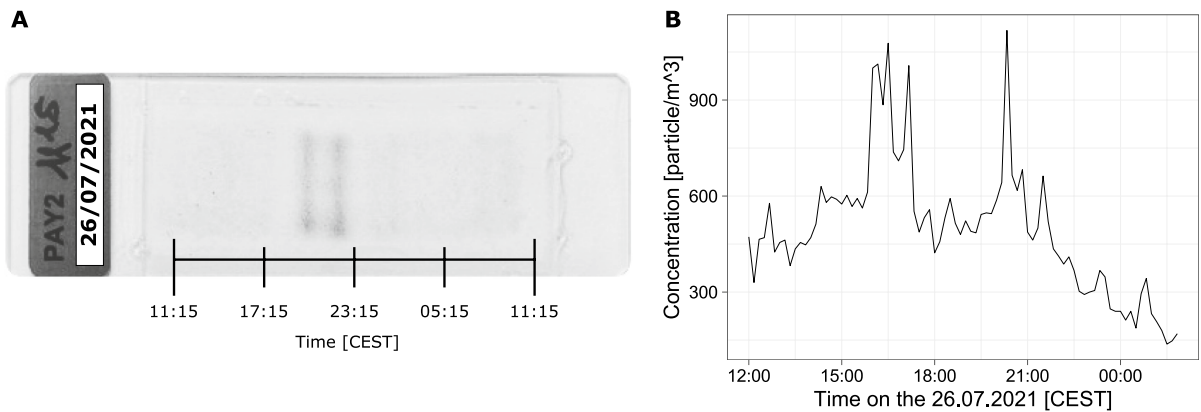 A
PAY2
26/07/2021
11:15 17:15 23:15 05:15 11:15
Time [CEST]
B
Concentration [particle/m^3]
900
600
300
12:00 15:00 18:00 21:00 00:00
Time on the 26.07.2021 [CEST]